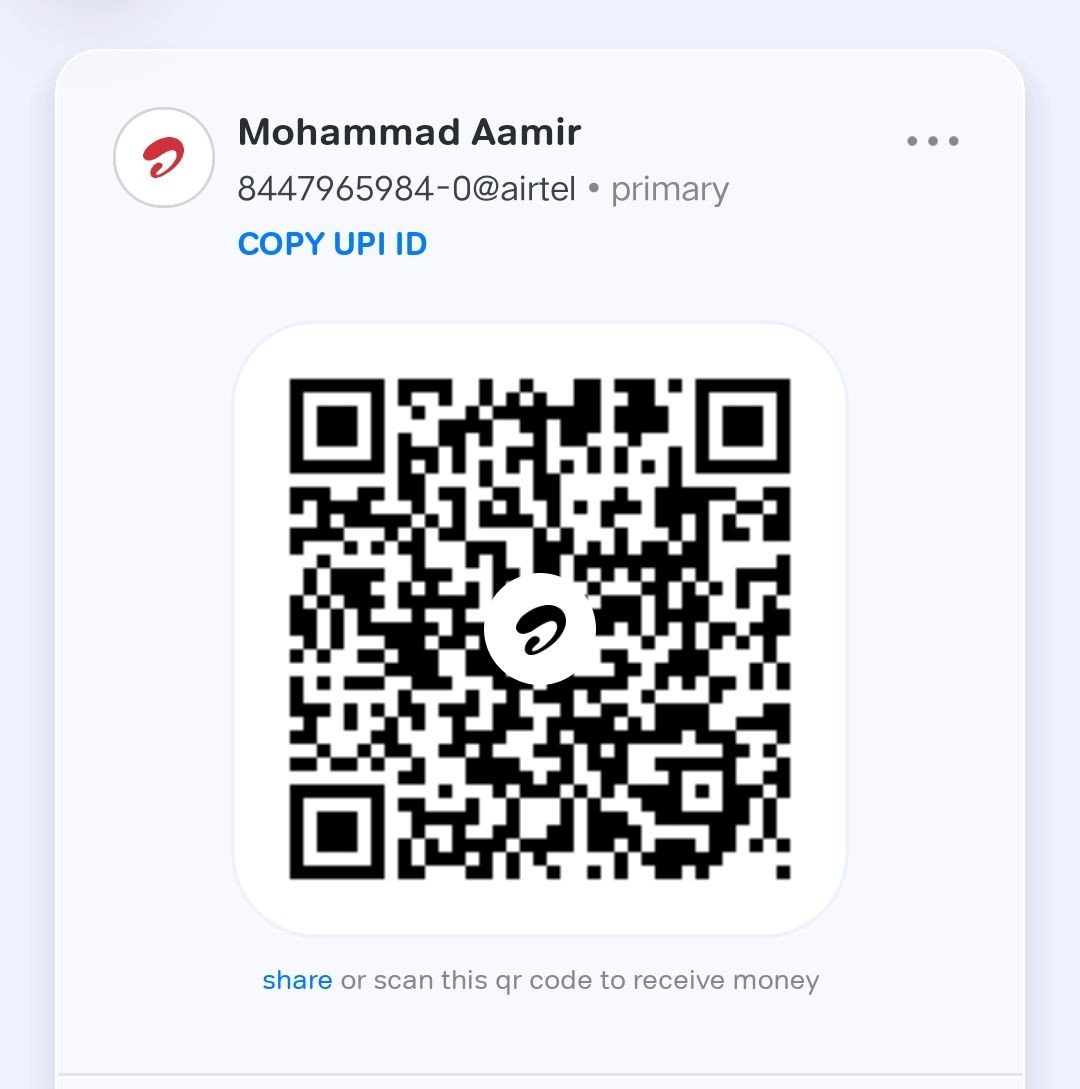 Mohammad Aamir
8447965984-0@airtel • primary
COPY UPI ID
share or scan this qr code to receive money